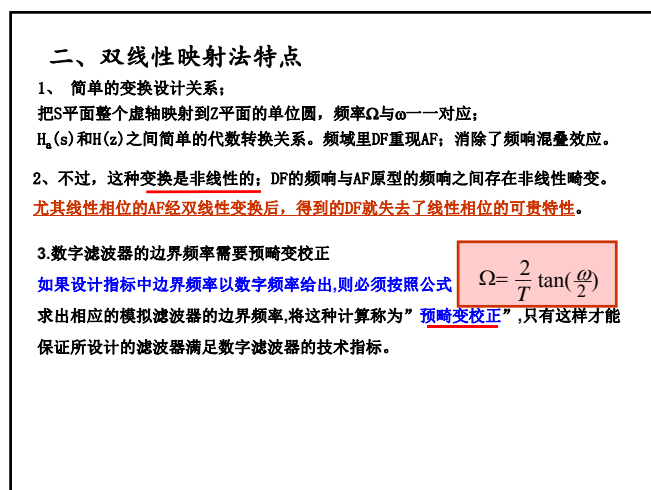 二、双线性映射法特点
1、 简单的变换设计关系；
把S平面整个虚轴映射到Z平面的单位圆，频率Ω与ω一一对应；
Ha(s)和H(z)之间简单的代数转换关系。频域里DF重现AF；消除了频响混叠效应。
2、不过，这种变换是非线性的；DF的频响与AF原型的频响之间存在非线性畸变。
尤其线性相位的AF经双线性变换后，得到的DF就失去了线性相位的可贵特性。
3.数字滤波器的边界频率需要预畸变校正
如果设计指标中边界频率以数字频率给出,则必须按照公式 Ω= 2/T tan(ω/2)
求出相应的模拟滤波器的边界频率,将这种计算称为”预畸变校正”,只有这样才能
保证所设计的滤波器满足数字滤波器的技术指标。